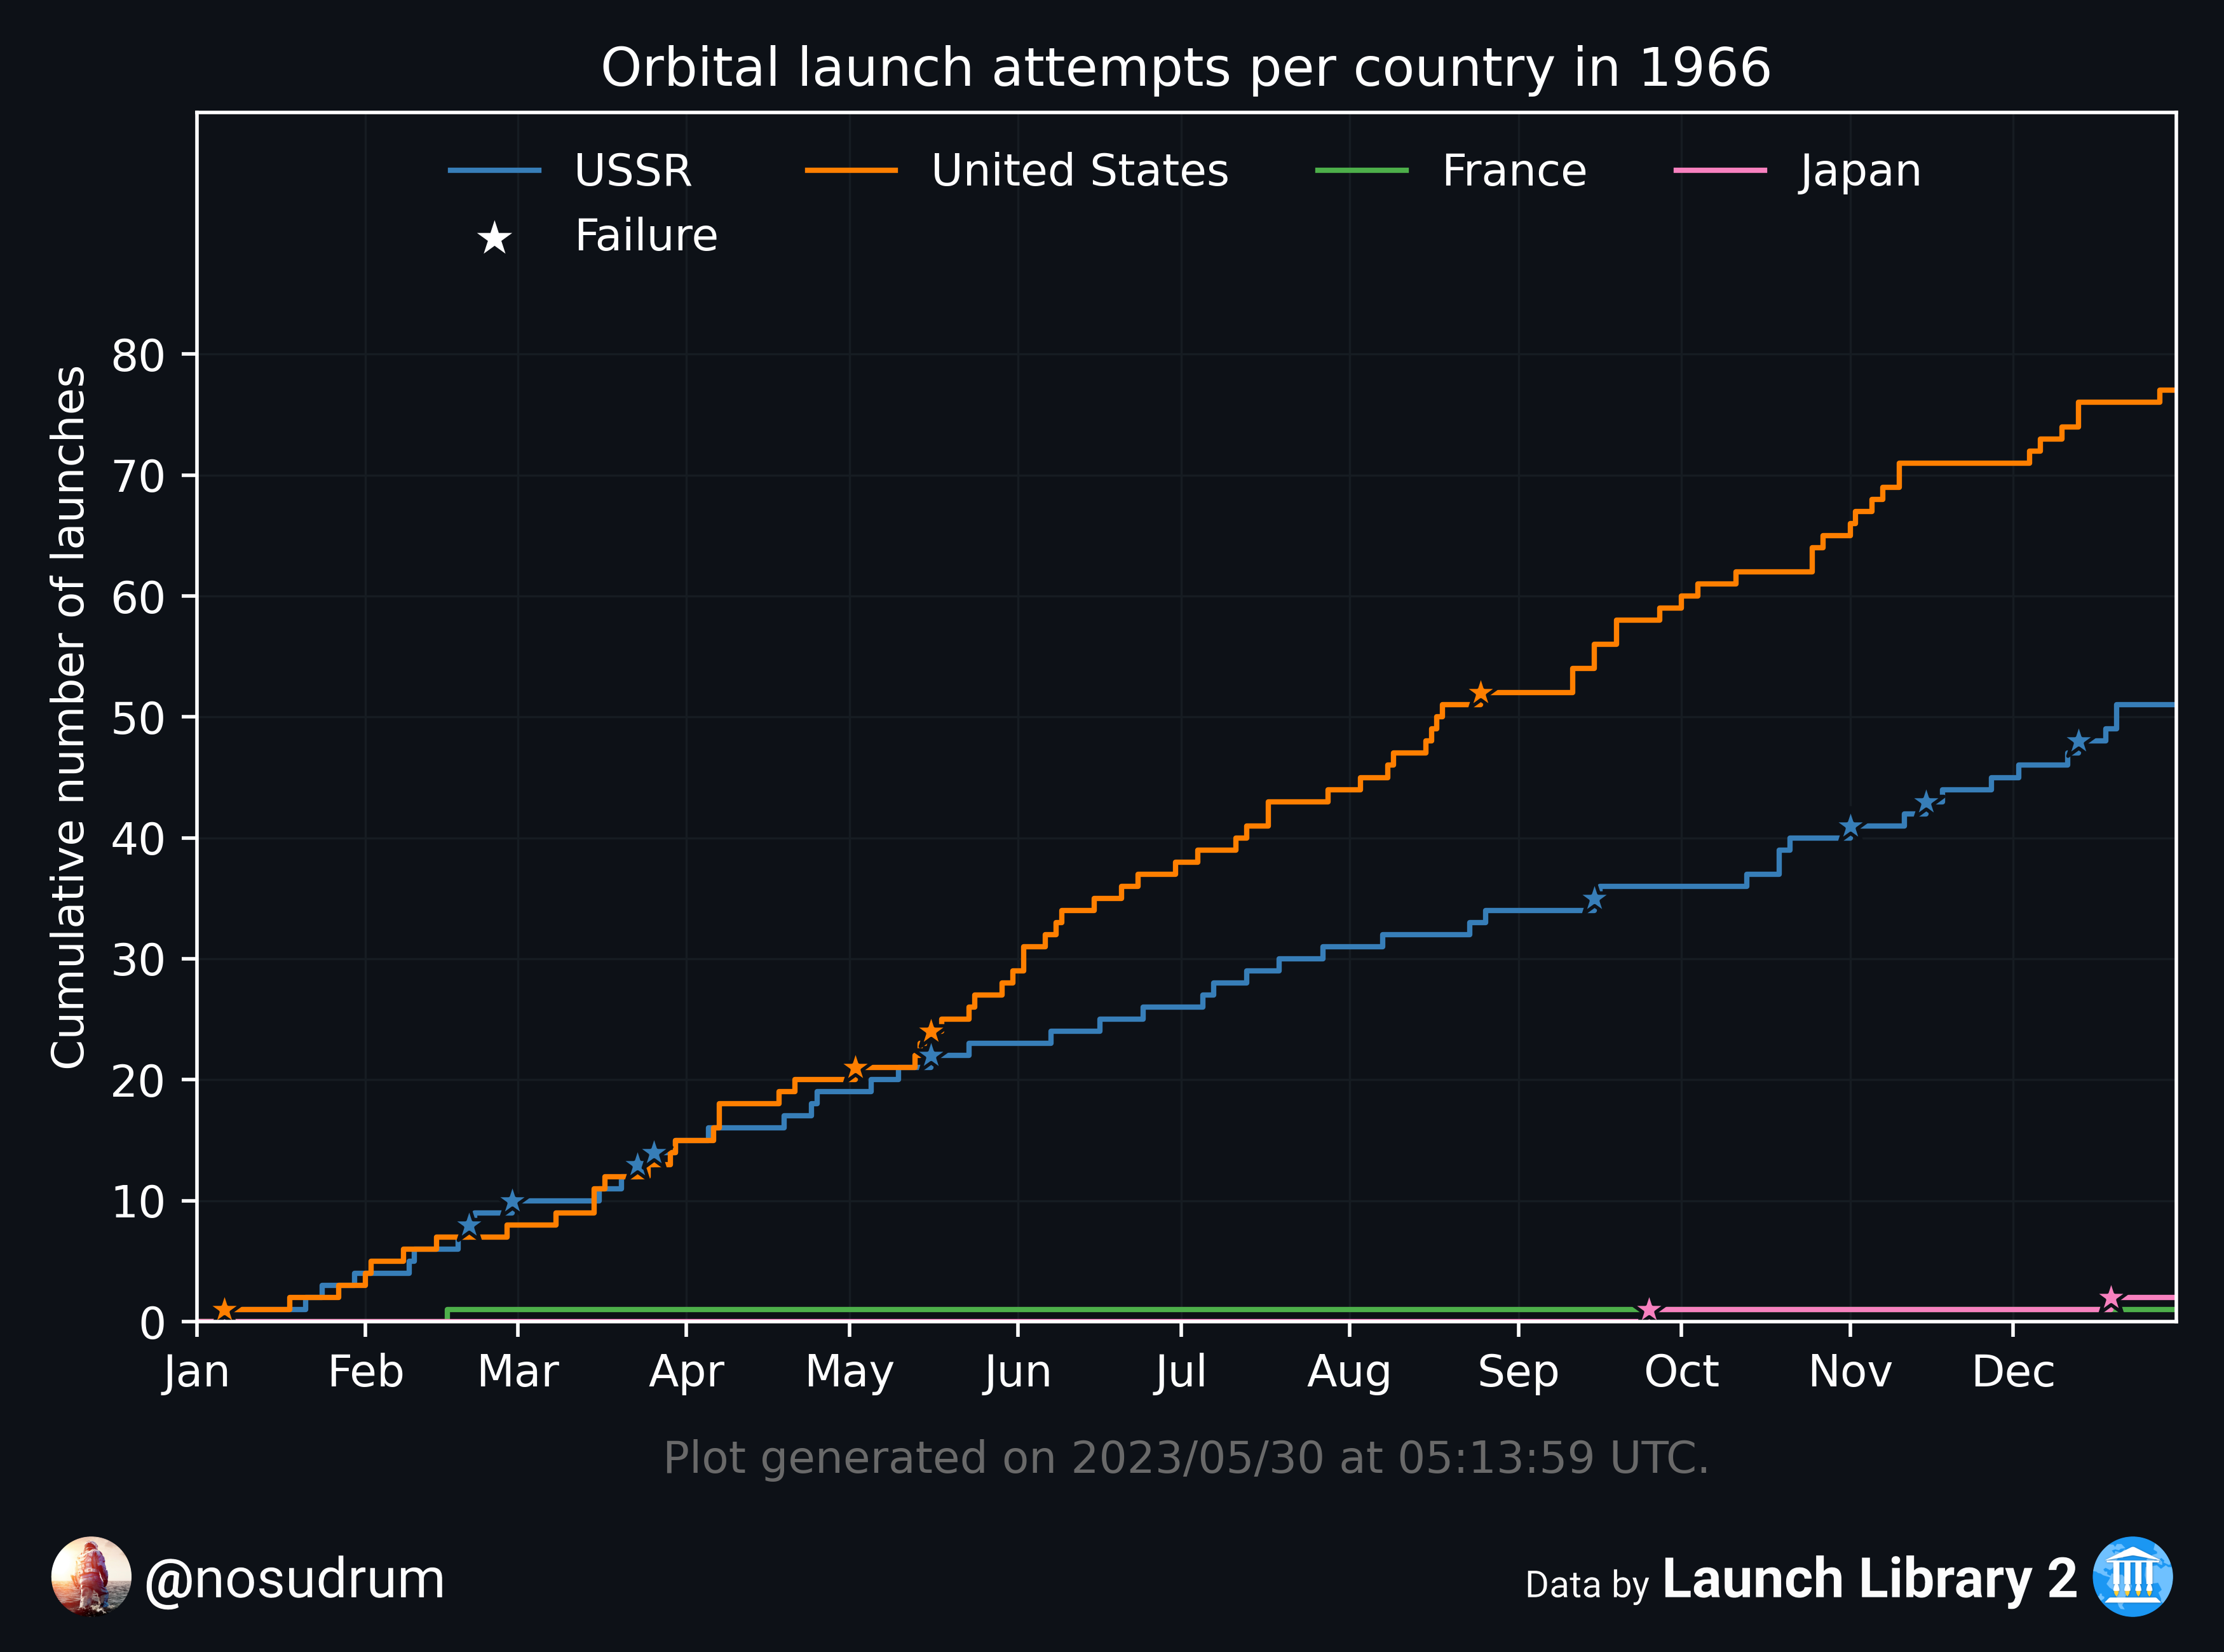 Orbital launch attempts per country in 1966
USSR United States France Japan
Failure
Cumulative number of launches
80
70
60
50
40
30
20
10
0
Jan Feb Mar Apr May Jun Jul Aug Sep Oct Nov Dec
Plot generated on 2023/05/30 at 05:13:59 UTC.
@nosudrum
Data by Launch Library 2